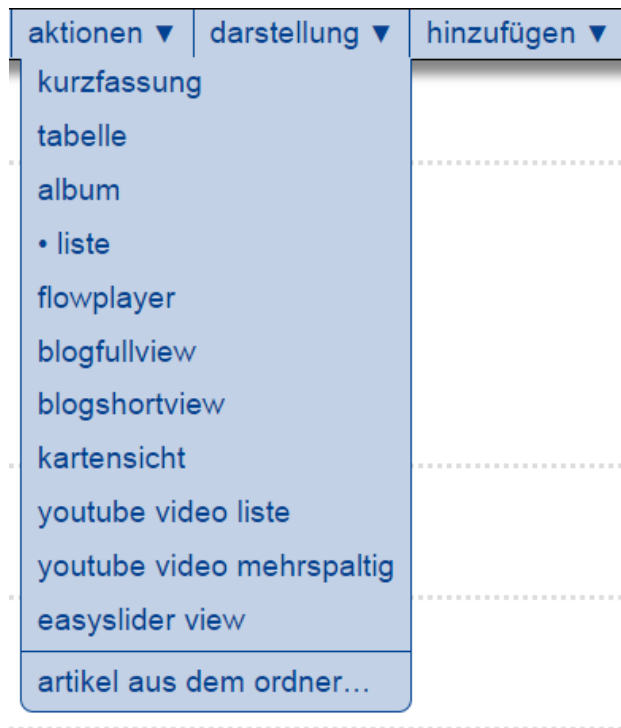 aktionen ▼ darstellung ▼ hinzufügen ▼
kurzfassung
tabelle
album
• liste
flowplayer
blogfullview
blogshortview
kartensicht
youtube video liste
youtube video mehrspaltig
easyslider view
artikel aus dem ordner…